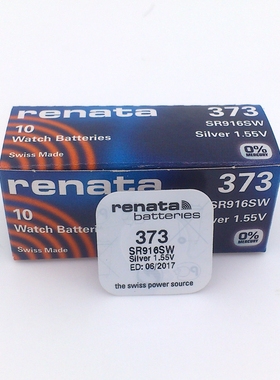 renata
373
SR916SW
10
Watch Batteries
Silver 1.55V
Swiss Made
0%
MERCURY
renata
373
SR916SW
10
Watch Batteries
Silver 1.55V
Swiss Made
0%
MERCURY
renata
batteries
373
SR916SW
Silver 1.55V
ED: 06/2017
the swiss power source